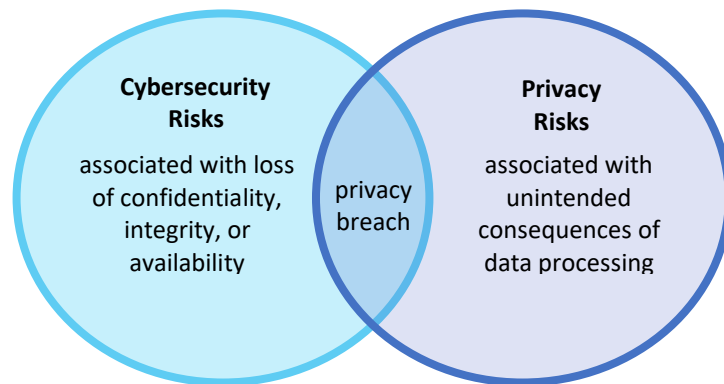 Cybersecurity
Risks
associated with loss
of confidentiality,
integrity, or
availability
privacy
breach
Privacy
Risks
associated with
unintended
consequences of
data processing